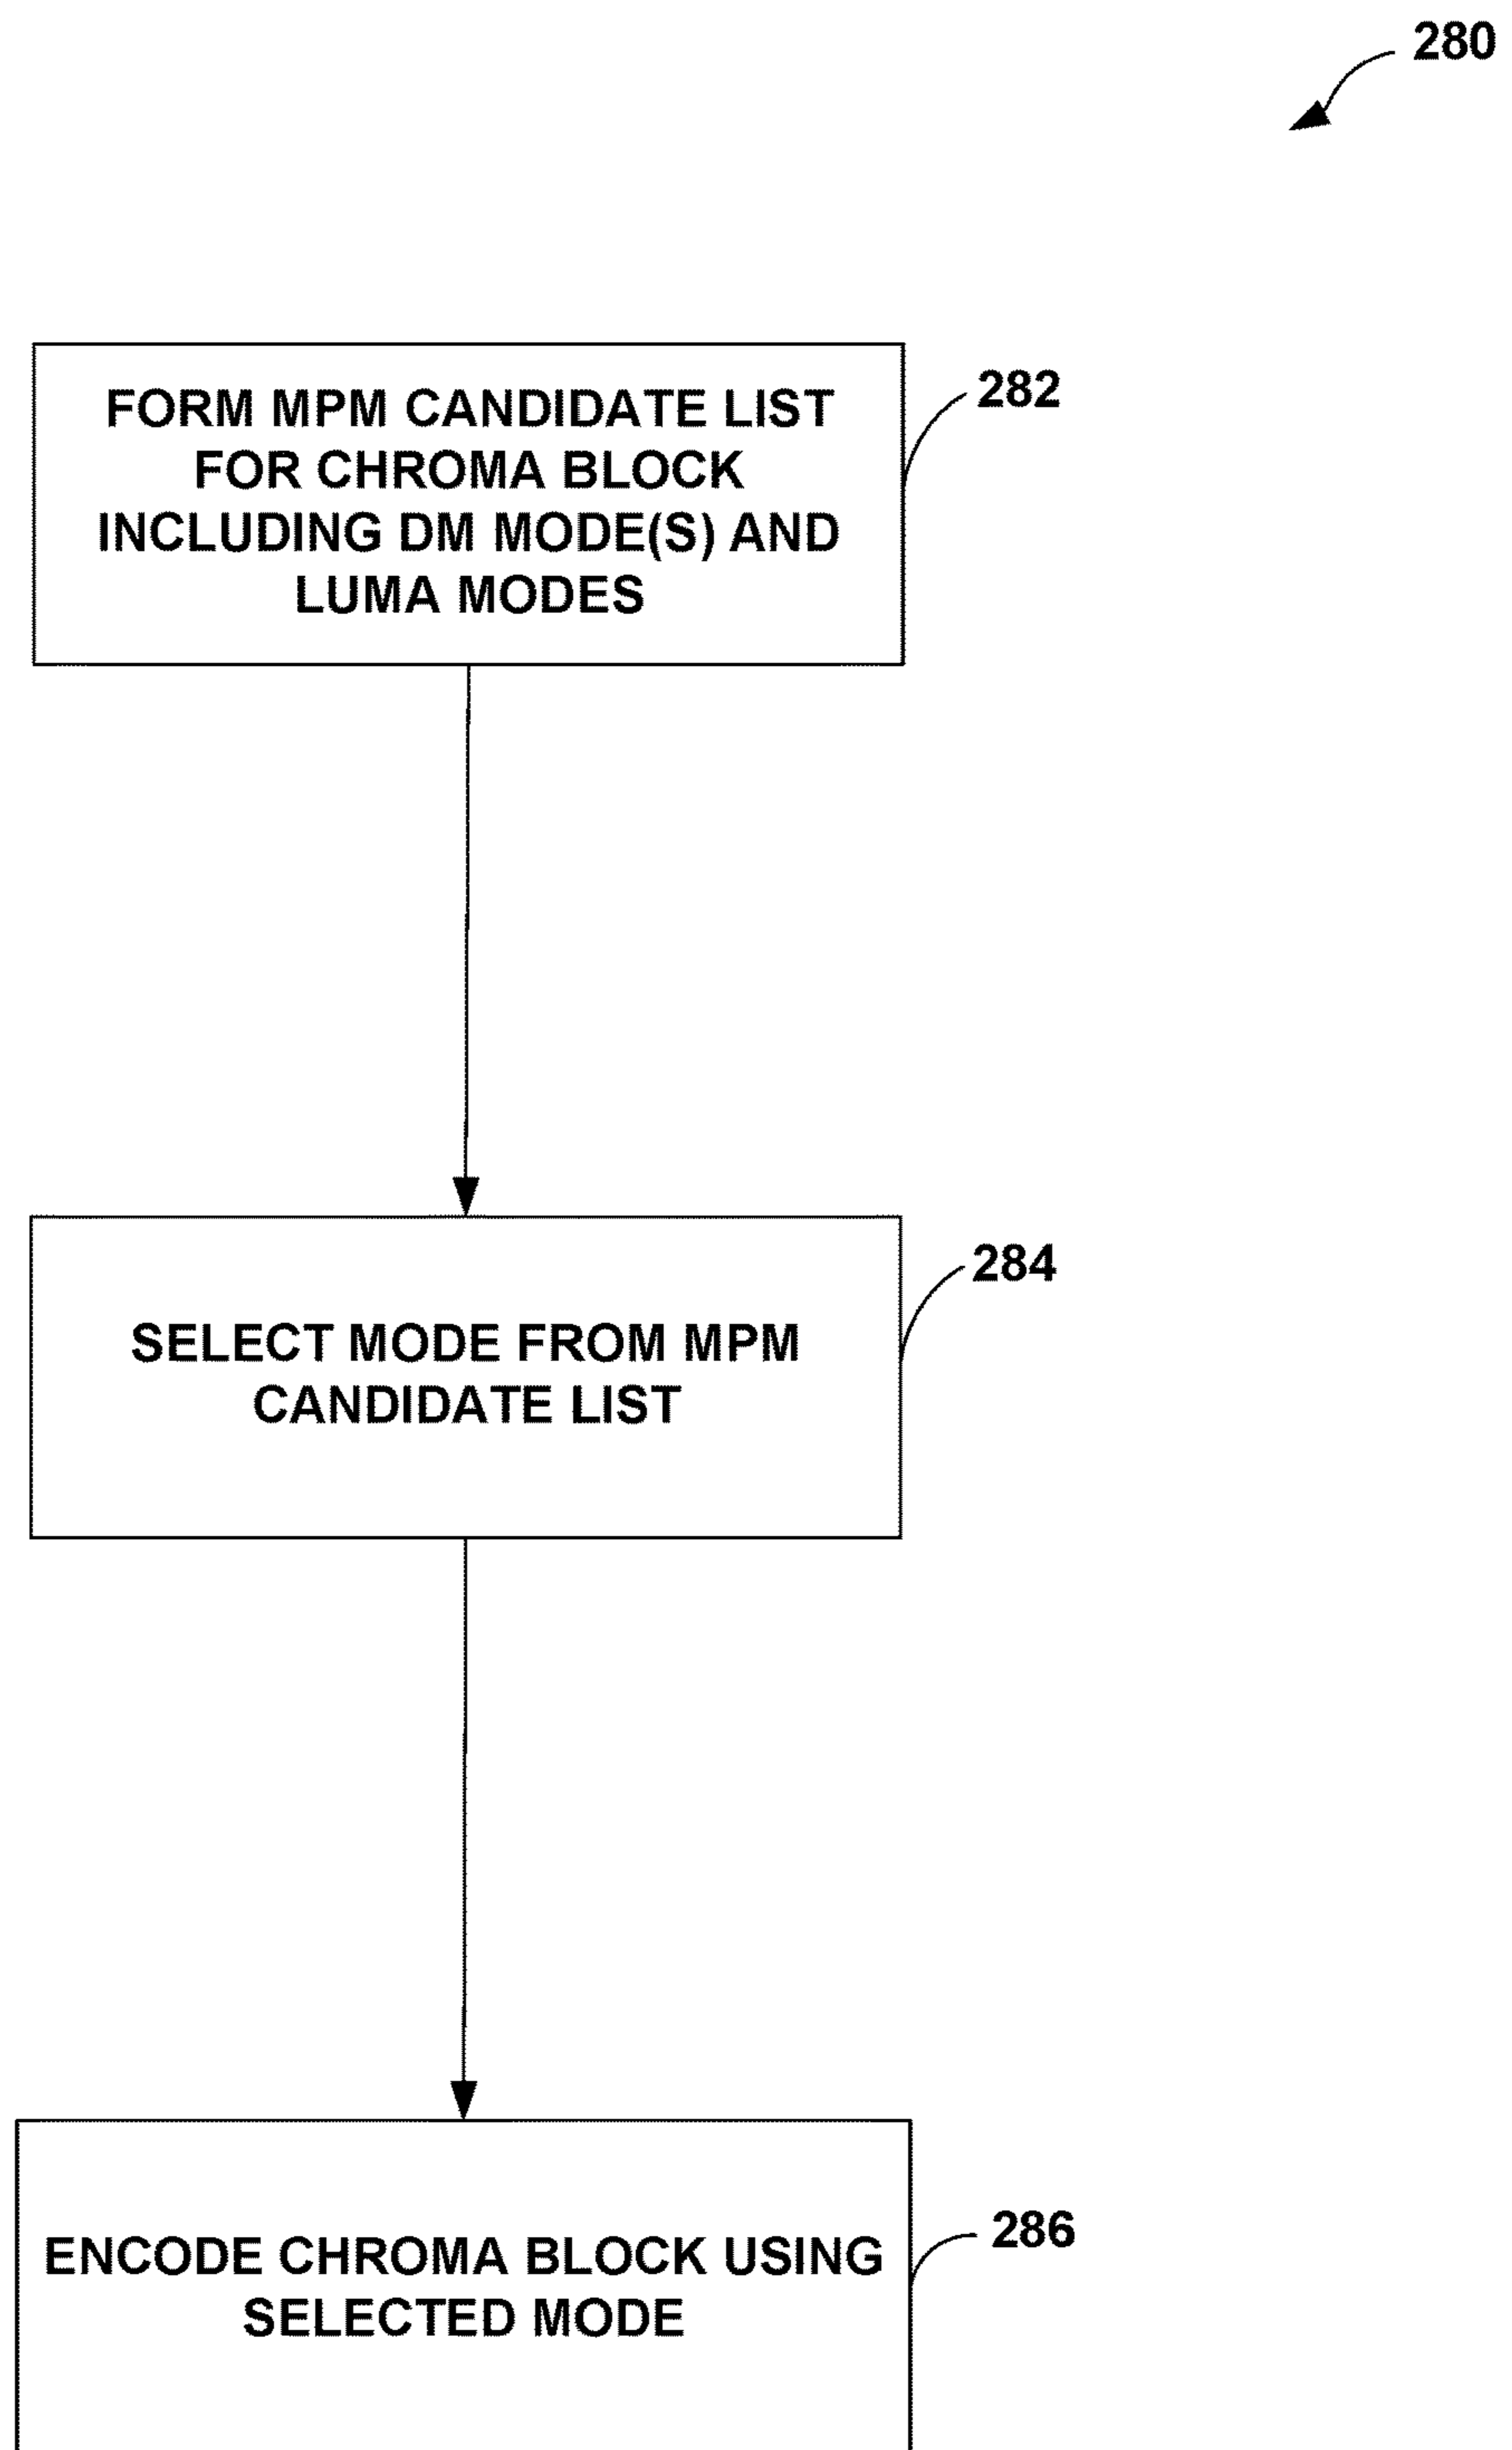 280
FORM MPM CANDIDATE LIST
FOR CHROMA BLOCK
INCLUDING DM MODE(S) AND
LUMA MODES
282
SELECT MODE FROM MPM
CANDIDATE LIST
284
ENCODE CHROMA BLOCK USING
SELECTED MODE
286